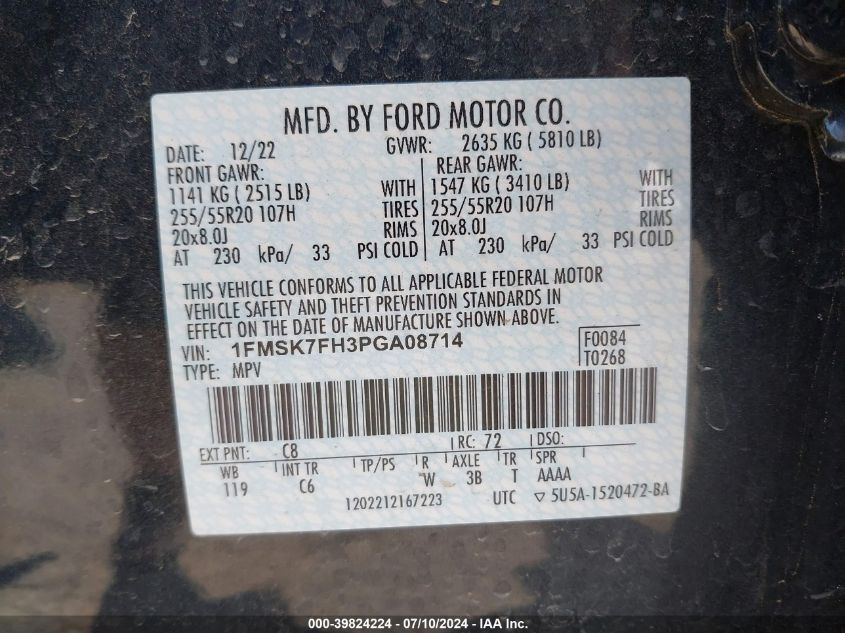 MFD. BY FORD MOTOR CO.
DATE: 12/22 GVWR: 2635 KG ( 5810 LB)
FRONT GAWR: REAR GAWR:
1141 KG ( 2515 LB) WITH 1547 KG ( 3410 LB) WITH
255/55R20 107H TIRES 255/55R20 107H TIRES
20x8.0J RIMS 20x8.0J RIMS
AT 230 kPa/ 33 PSI COLD AT 230 kPa/ 33 PSI COLD
THIS VEHICLE CONFORMS TO ALL APPLICABLE FEDERAL MOTOR
VEHICLE SAFETY AND THEFT PREVENTION STANDARDS IN
EFFECT ON THE DATE OF MANUFACTURE SHOWN ABOVE.
VIN: 1FMSK7FH3PGA08714 F0084
TYPE: MPV T0268
EXT PNT: C8 RC: 72 DSO:
WB INT TR TP/PS R AXLE TR SPR
119 C6 W 3B T AAAA
1202212167223 UTC ▽ 5U5A-1520472-BA
000-39824224 | 07/10/2024 - IAA Inc.